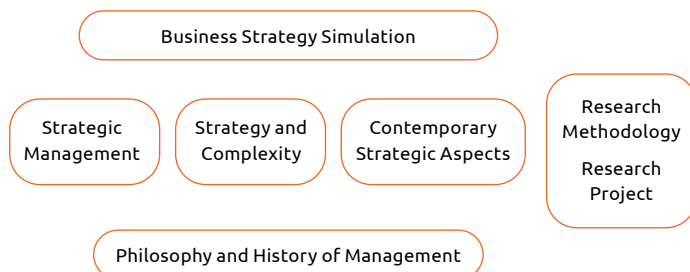 Business Strategy Simulation
Strategic
Management
Strategy and
Complexity
Contemporary
Strategic Aspects
Research
Methodology
Research
Project
Philosophy and History of Management